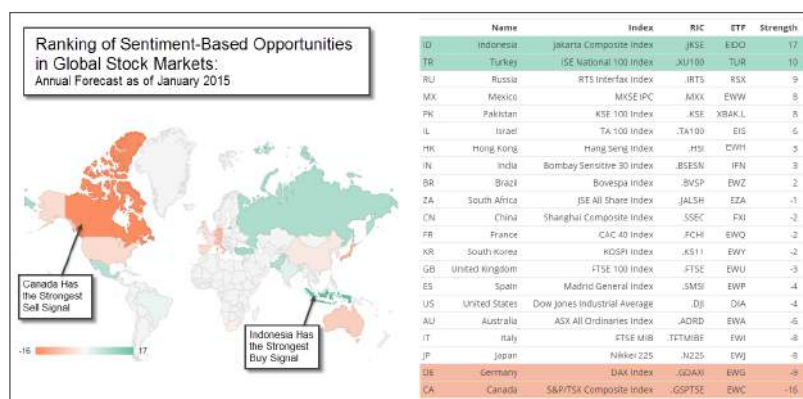 Ranking of Sentiment-Based Opportunities
in Global Stock Markets:
Annual Forecast as of January 2015
Canada Has
the Strongest
Sell Signal
Indonesia Has
the Strongest
Buy Signal
-16 17
Name Index RIC ETF Strength
ID Indonesia Jakarta Composite Index .JKSE EIDO 17
TR Turkey ISE National 100 Index .XU100 TUR 10
RU Russia RTS Interfax Index .IRTS RSX 9
MX Mexico MXSE IPC .MXX EWW 8
PK Pakistan KSE 100 Index .KSE XBAK.L 8
IL Israel TA 100 Index .TA100 EIS 6
HK Hong Kong Hang Seng Index .HSI EWH 3
IN India Bombay Sensitive 30 index .BSESN IFN 3
BR Brazil Bovespa Index .BVSP EWZ 2
ZA South Africa JSE All Share Index .JALSH EZA -1
CN China Shanghai Composite Index .SSEC FXI -2
FR France CAC 40 Index .FCHI EWQ -2
KR South Korea KOSPI Index .KS11 EWY -2
GB United Kingdom FTSE 100 Index .FTSE EWU -3
ES Spain Madrid General Index .SMSI EWP -4
US United States Dow Jones Industrial Average .DJI DIA -4
AU Australia ASX All Ordinaries Index .AORD EWA -6
IT Italy FTSE MIB .TFTMIBE EWI -8
JP Japan Nikkei 225 .N225 EWJ -8
DE Germany DAX Index .GDAXI EWG -9
CA Canada S&P/TSX Composite Index .GSPTSE EWC -16